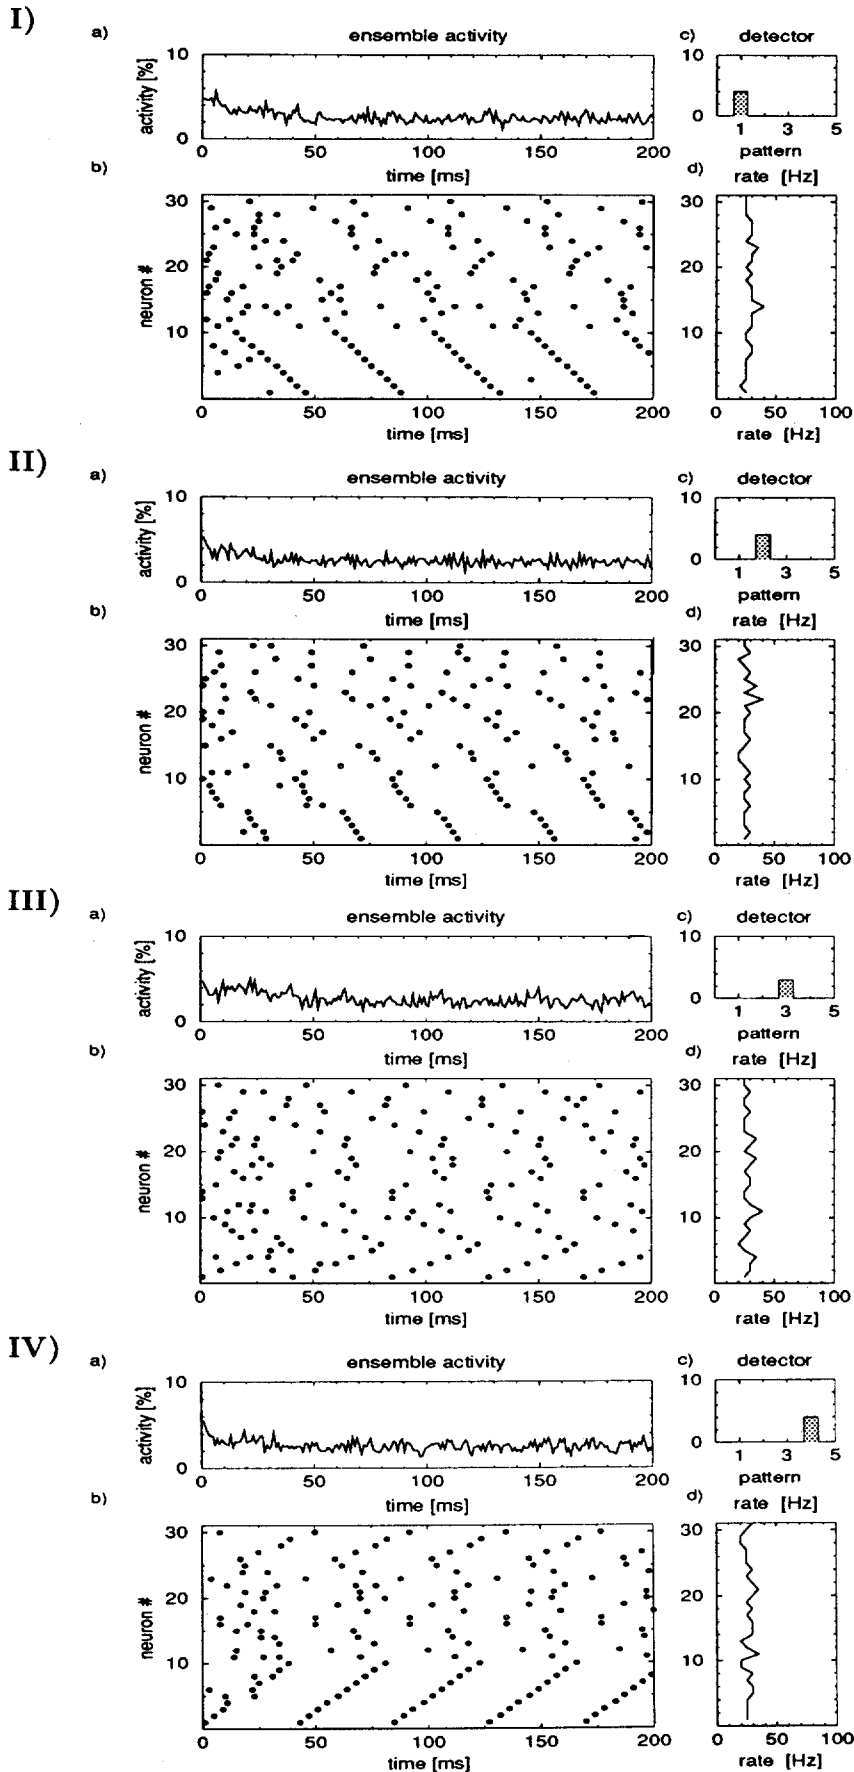 I)
a) ensemble activity c) detector
10 10
activity [%]
0 0
0 50 100 150 200 1 3 5
time [ms] pattern
b) d) rate [Hz]
30 30
20 20
neuron #
10 10
0 50 100 150 200 0 50 100
time [ms] rate [Hz]
II)
a) ensemble activity c) detector
10 10
activity [%]
0 0
0 50 100 150 200 1 3 5
time [ms] pattern
b) d) rate [Hz]
30 30
20 20
neuron #
10 10
0 50 100 150 200 0 50 100
time [ms] rate [Hz]
III)
a) ensemble activity c) detector
10 10
activity [%]
0 0
0 50 100 150 200 1 3 5
time [ms] pattern
b) d) rate [Hz]
30 30
20 20
neuron #
10 10
0 50 100 150 200 0 50 100
time [ms] rate [Hz]
IV)
a) ensemble activity c) detector
10 10
activity [%]
0 0
0 50 100 150 200 1 3 5
time [ms] pattern
b) d) rate [Hz]
30 30
20 20
neuron #
10 10
0 50 100 150 200 0 50 100
time [ms] rate [Hz]